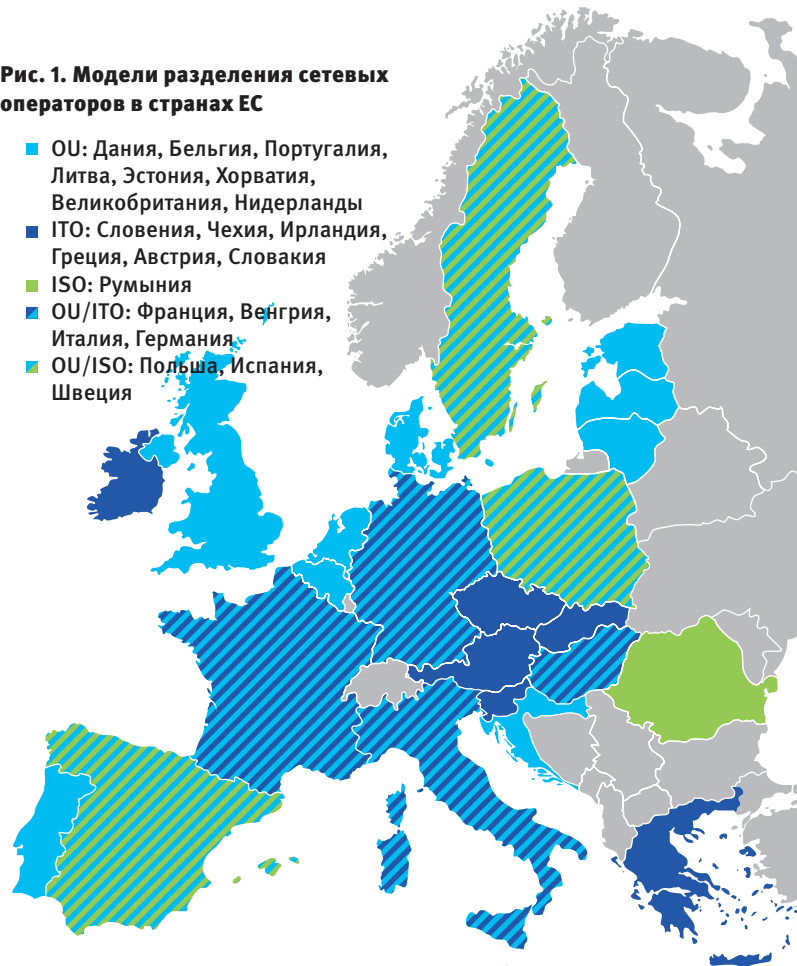 Рис. 1. Модели разделения сетевых
операторов в странах ЕС
OU: Дания, Бельгия, Португалия,
Литва, Эстония, Хорватия,
Великобритания, Нидерланды
ITO: Словения, Чехия, Ирландия,
Греция, Австрия, Словакия
ISO: Румыния
OU/ITO: Франция, Венгрия,
Италия, Германия
OU/ISO: Польша, Испания,
Швеция